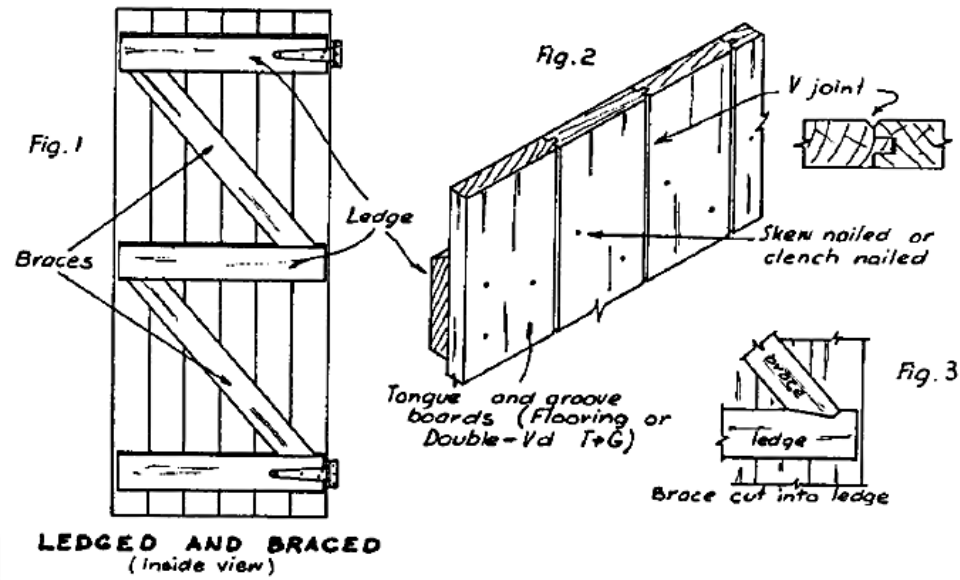 Fig. 1
Braces
Ledge
LEDGED AND BRACED
(inside view)
Fig. 2
V joint
Skew nailed or
clench nailed
Tongue and groove
boards (Flooring or
Double-Vd T+G)
Fig. 3
brace
ledge
Brace cut into ledge